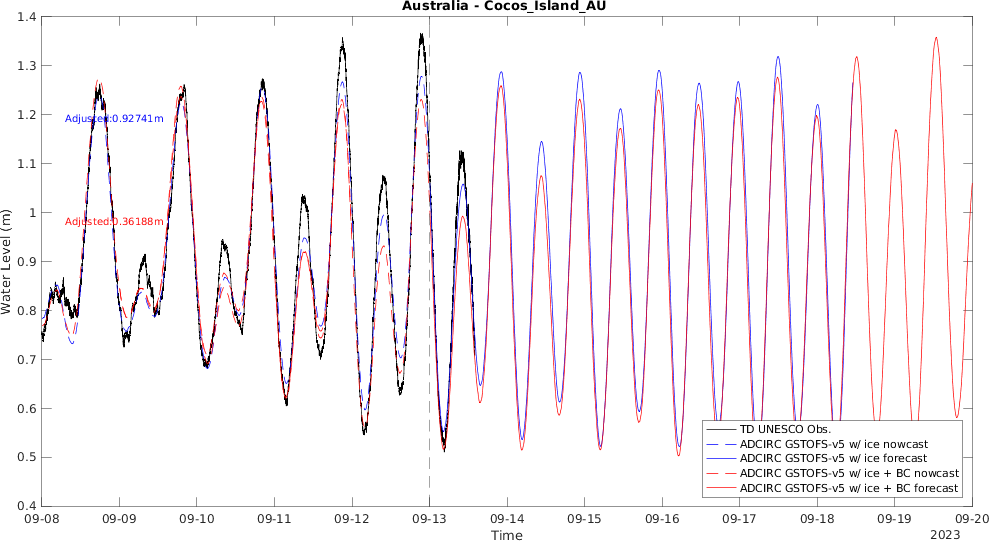 Australia - Cocos_Island_AU
1.4
1.3
1.2
1.1
1
0.9
0.8
0.7
0.6
0.5
0.4
Water Level (m)
Adjusted:0.92741m
Adjusted:0.36188m
TD UNESCO Obs.
ADCIRC GSTOFS-v5 w/ ice nowcast
ADCIRC GSTOFS-v5 w/ ice forecast
ADCIRC GSTOFS-v5 w/ ice + BC nowcast
ADCIRC GSTOFS-v5 w/ ice + BC forecast
09-08 09-09 09-10 09-11 09-12 09-13 09-14 09-15 09-16 09-17 09-18 09-19 09-20
Time
2023